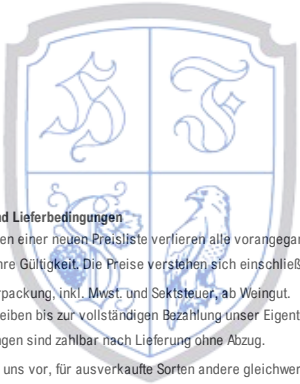 H F
nd Lieferbedingungen
en einer neuen Preisliste verlieren alle vorangegan
hre Gültigkeit. Die Preise verstehen sich einschließ
rpackung, inkl. Mwst. und Sektsteuer, ab Weingut.
eiben bis zur vollständigen Bezahlung unser Eigent
ngen sind zahlbar nach Lieferung ohne Abzug.
uns vor, für ausverkaufte Sorten andere gleichwer